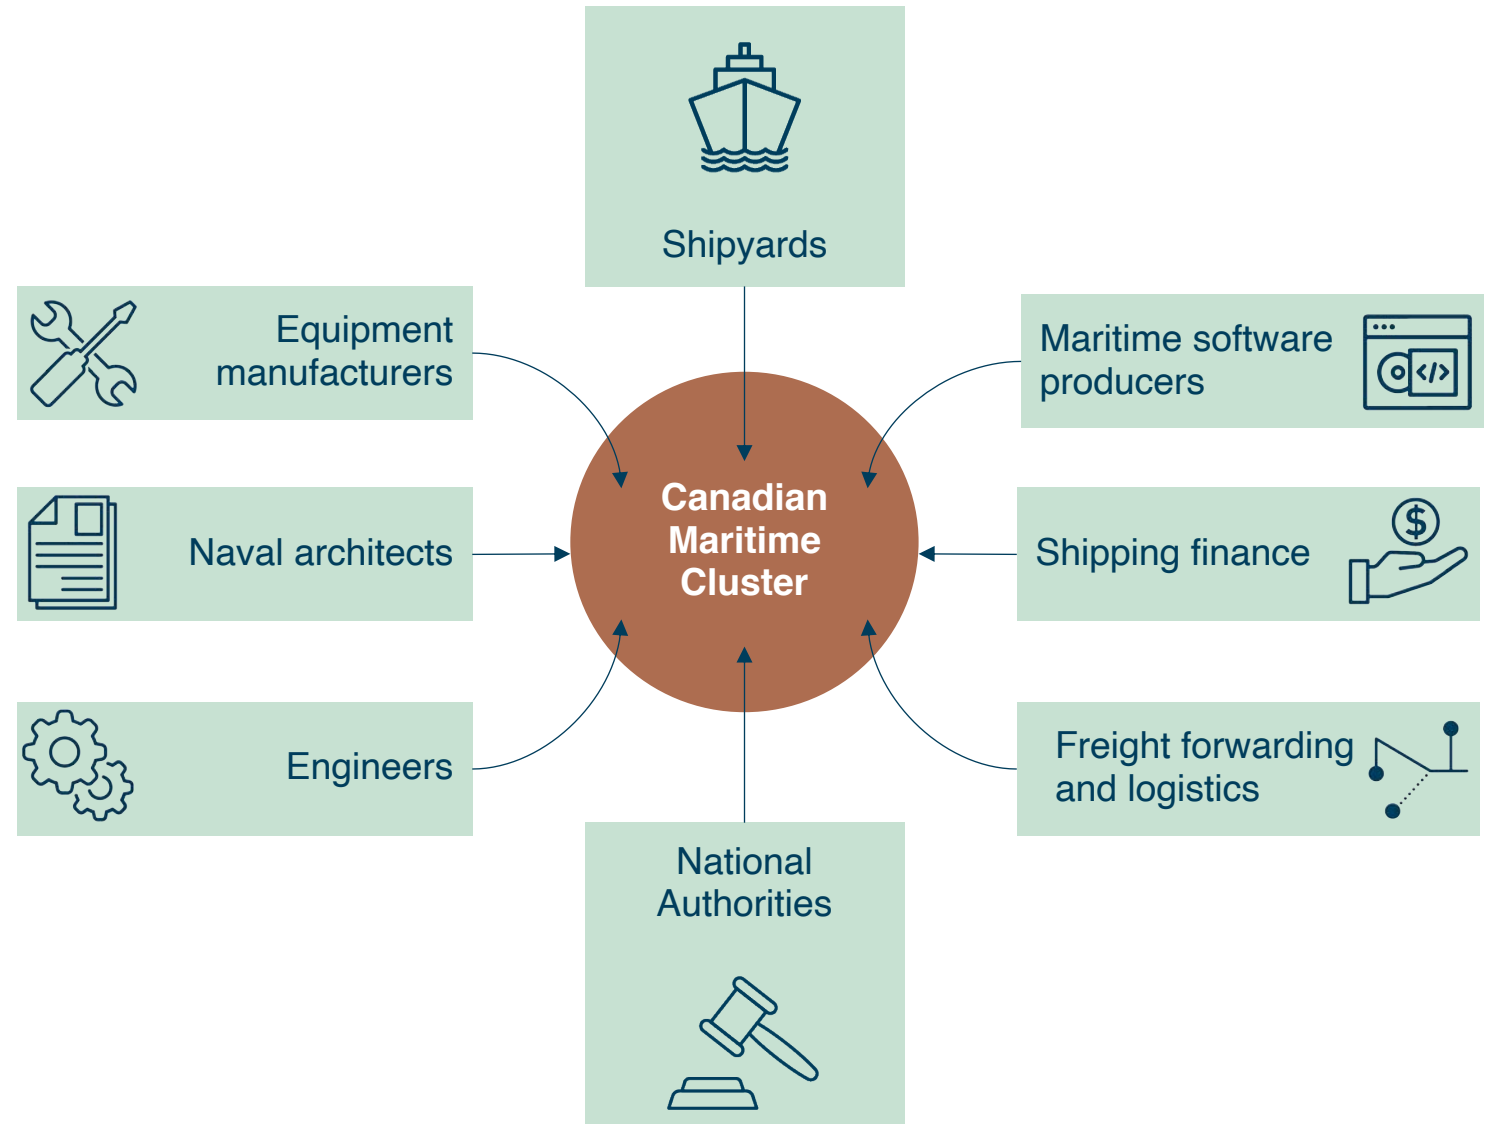 Shipyards
Equipment
manufacturers
Maritime software
producers
</>
Canadian
Maritime
Cluster
Naval architects
Shipping finance
$
Engineers
Freight forwarding
and logistics
National
Authorities